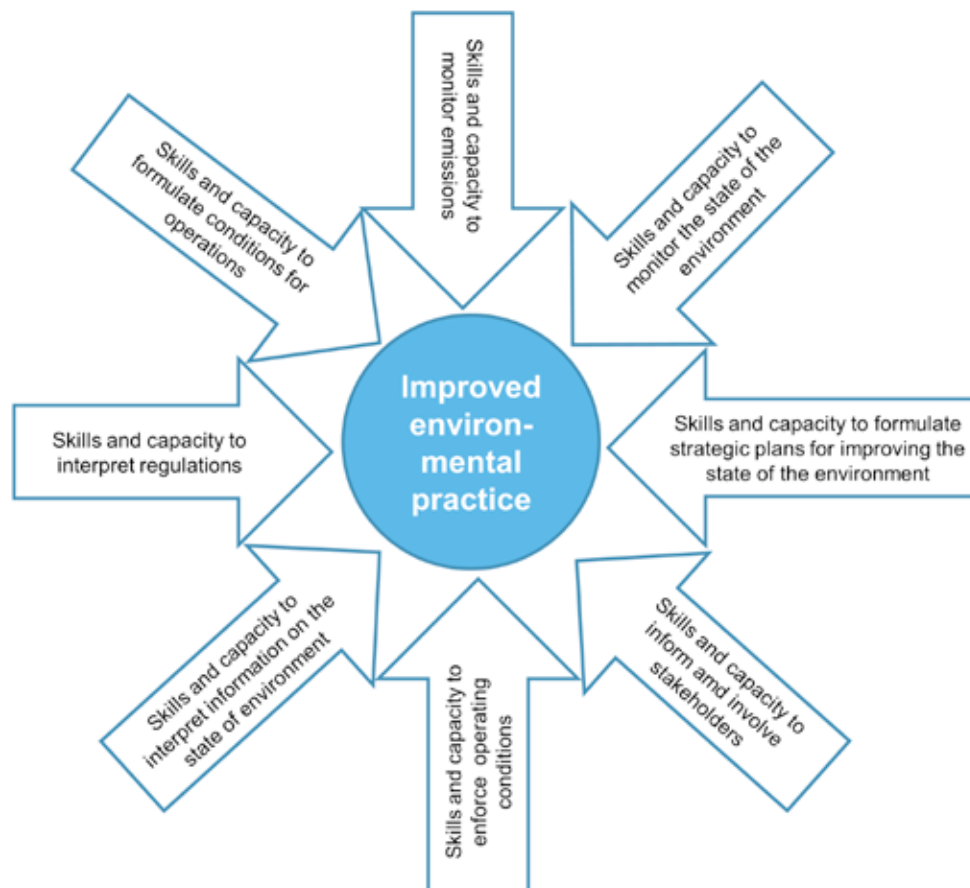 Skills and capacity to
monitor emissions
Skills and capacity to
monitor the state of the
environment
Skills and capacity to formulate
strategic plans for improving the
state of the environment
Skills and capacity to
inform amd involve
stakeholders
Skills and capacity to
enforce operating
conditions
Skills and capacity to
interpret information on the
state of environment
Skills and capacity to
interpret regulations
Skills and capacity to
formulate conditions for
operations
Improved
environ-
mental
practice